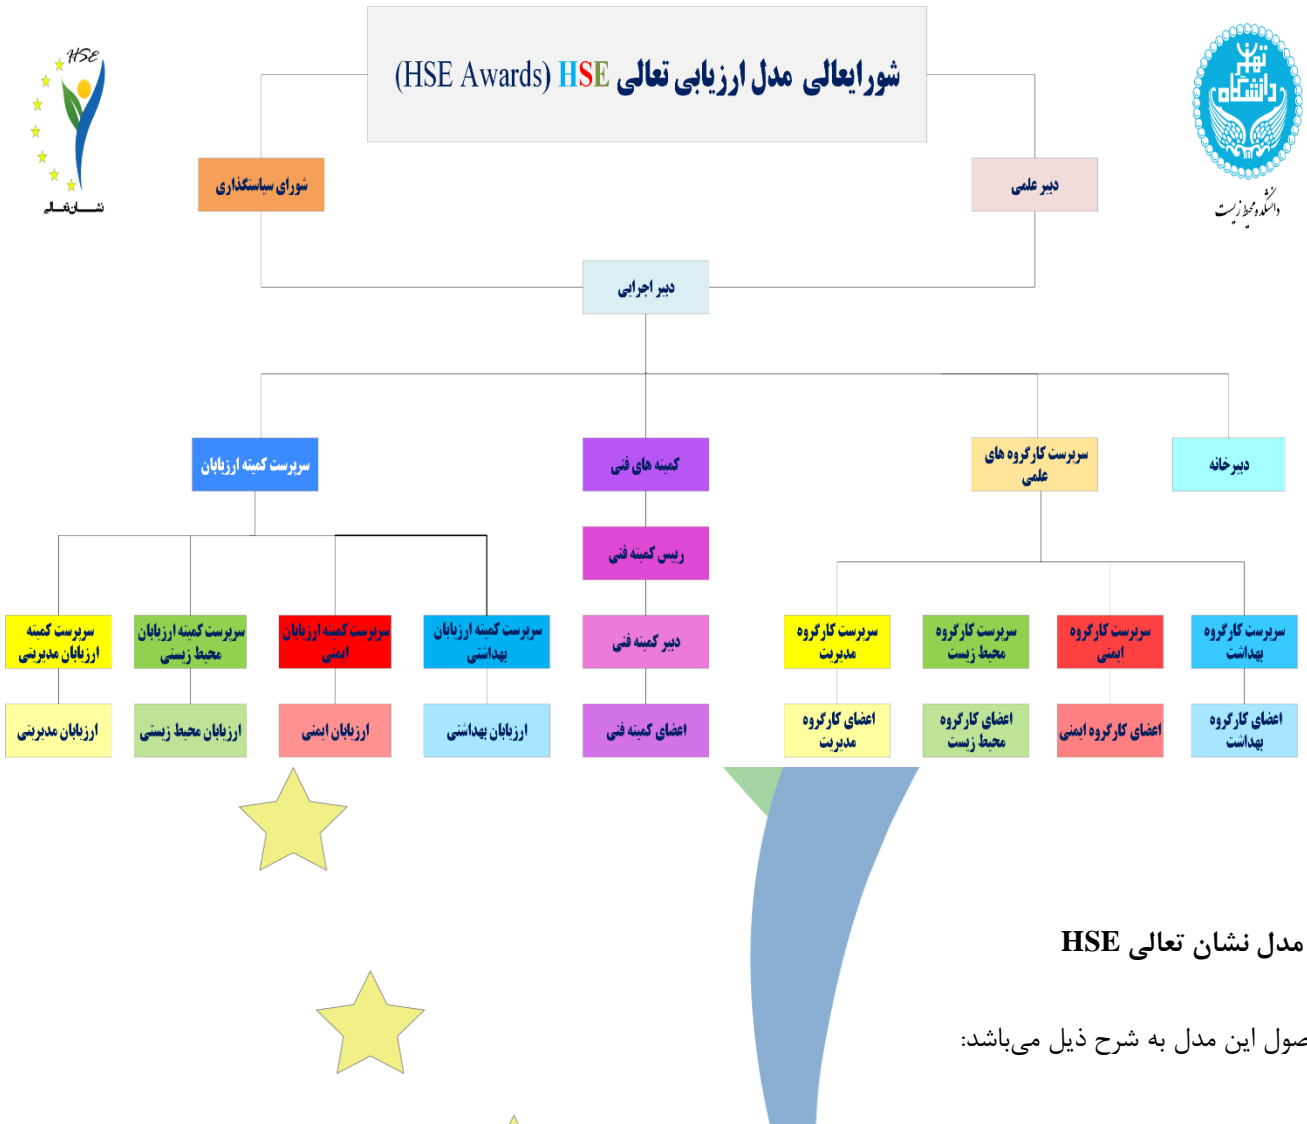 شورایعالی مدل ارزیابی تعالی HSE (HSE Awards)
HSE
نشـــان تعـــالی
دانشگاه
تهران
دانشکده محیط زیست
دبیر علمی
شورای سیاستگذاری
دبیر اجرایی
دبیرخانه
سرپرست کارگروه های
علمی
کمیته های فنی
سرپرست کمیته ارزیابان
رییس کمیته فنی
سرپرست کارگروه
بهداشت
سرپرست کارگروه
ایمنی
سرپرست کارگروه
محیط زیست
سرپرست کارگروه
مدیریت
دبیر کمیته فنی
سرپرست کمیته ارزیابان
بهداشتی
سرپرست کمیته ارزیابان
ایمنی
سرپرست کمیته ارزیابان
محیط زیستی
سرپرست کمیته
ارزیابان مدیریتی
اعضای کارگروه
بهداشت
اعضای کارگروه ایمنی
اعضای کارگروه
محیط زیست
اعضای کارگروه
مدیریت
اعضای کمیته فنی
ارزیابان بهداشتی
ارزیابان ایمنی
ارزیابان محیط زیستی
ارزیابان مدیریتی
مدل نشان تعالی HSE
صول این مدل به شرح ذیل می‌باشد: